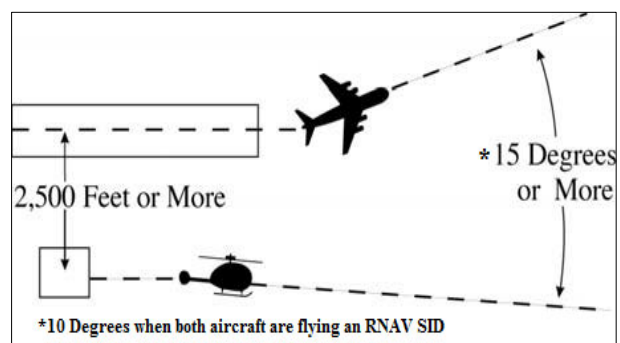 *15 Degrees
or More
2,500 Feet or More
*10 Degrees when both aircraft are flying an RNAV SID